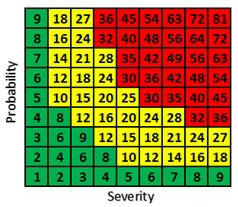 9 18 27 36 45 54 63 72 81
8 16 24 32 40 48 56 64 72
7 14 21 28 35 42 49 56 63
6 12 18 24 30 36 42 48 54
5 10 15 20 25 30 35 40 45
4 8 12 16 20 24 28 32 36
3 6 9 12 15 18 21 24 27
2 4 6 8 10 12 14 16 18
1 2 3 4 5 6 7 8 9
Probability
Severity